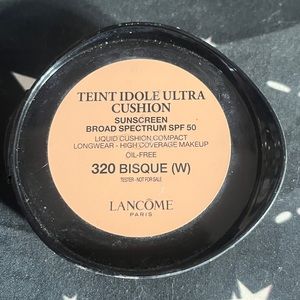 TEINT IDOLE ULTRA
CUSHION
SUNSCREEN
BROAD SPECTRUM SPF 50
LIQUID CUSHION COMPACT
LONGWEAR - HIGH COVERAGE MAKEUP
OIL-FREE
320 BISQUE (W)
TESTER - NOT FOR SALE
LANCÔME
PARIS